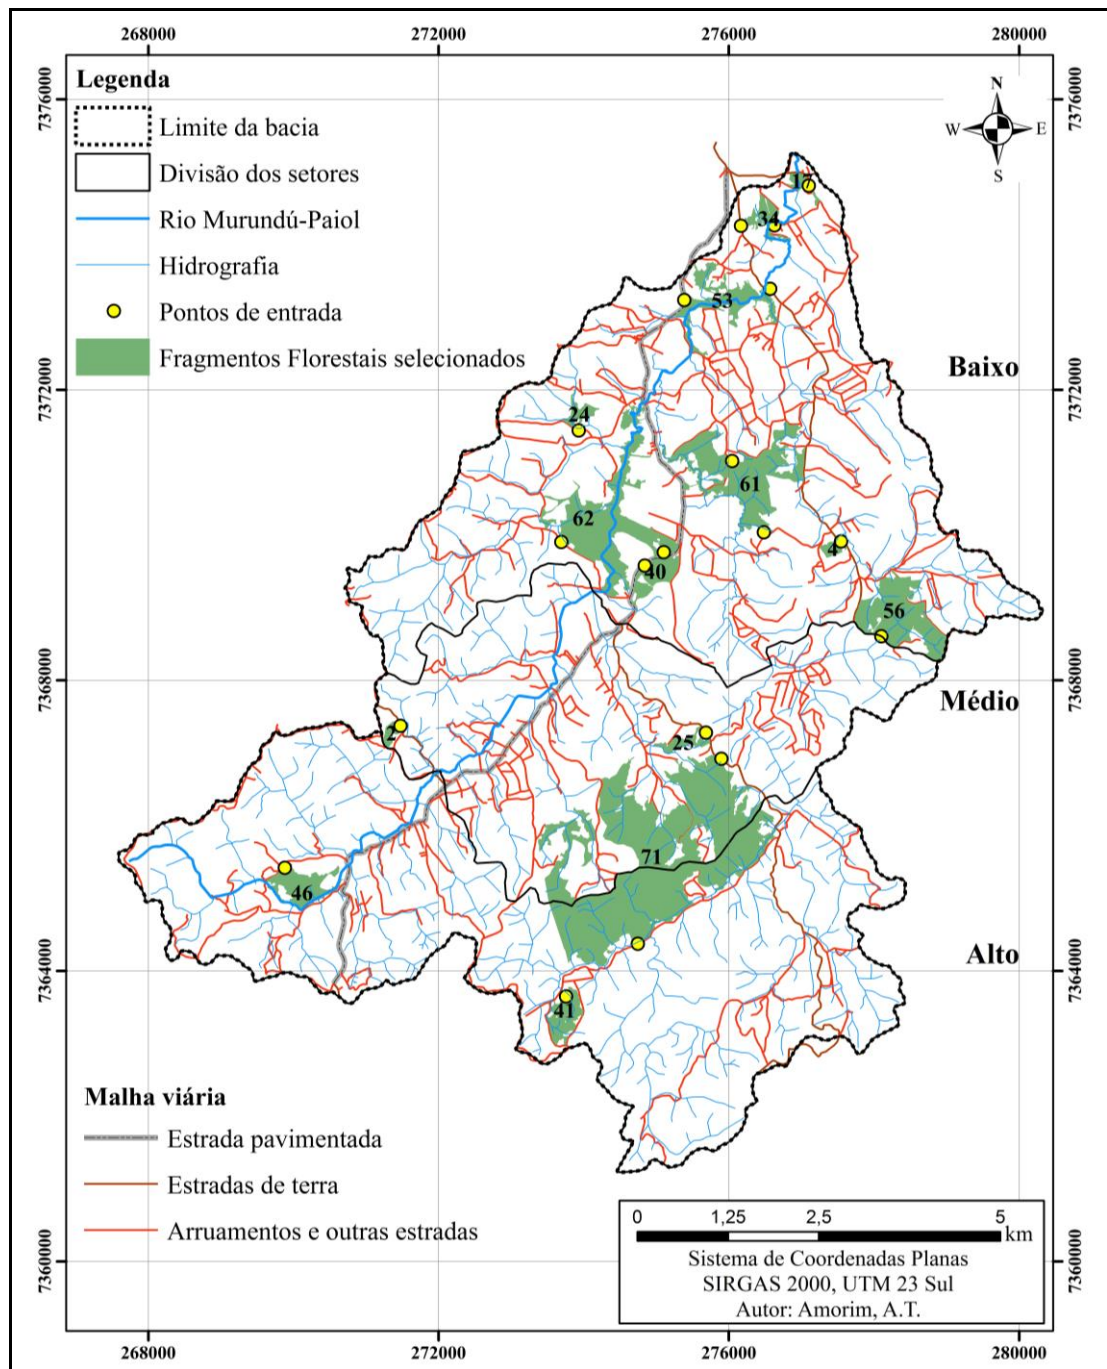 268000
272000
276000
280000
7376000
7376000
Legenda
Limite da bacia
Divisão dos setores
Rio Murundú-Paiol
Hidrografia
Pontos de entrada
Fragmentos Florestais selecionados
N
W
E
S
17
34
53
Baixo
7372000
7372000
24
61
62
4
40
56
7368000
7368000
Médio
2
25
71
46
Alto
7364000
7364000
41
Malha viária
Estrada pavimentada
Estradas de terra
Arruamentos e outras estradas
0
1,25
2,5
5
km
Sistema de Coordenadas Planas
SIRGAS 2000, UTM 23 Sul
Autor: Amorim, A.T.
7360000
7360000
268000
272000
276000
280000